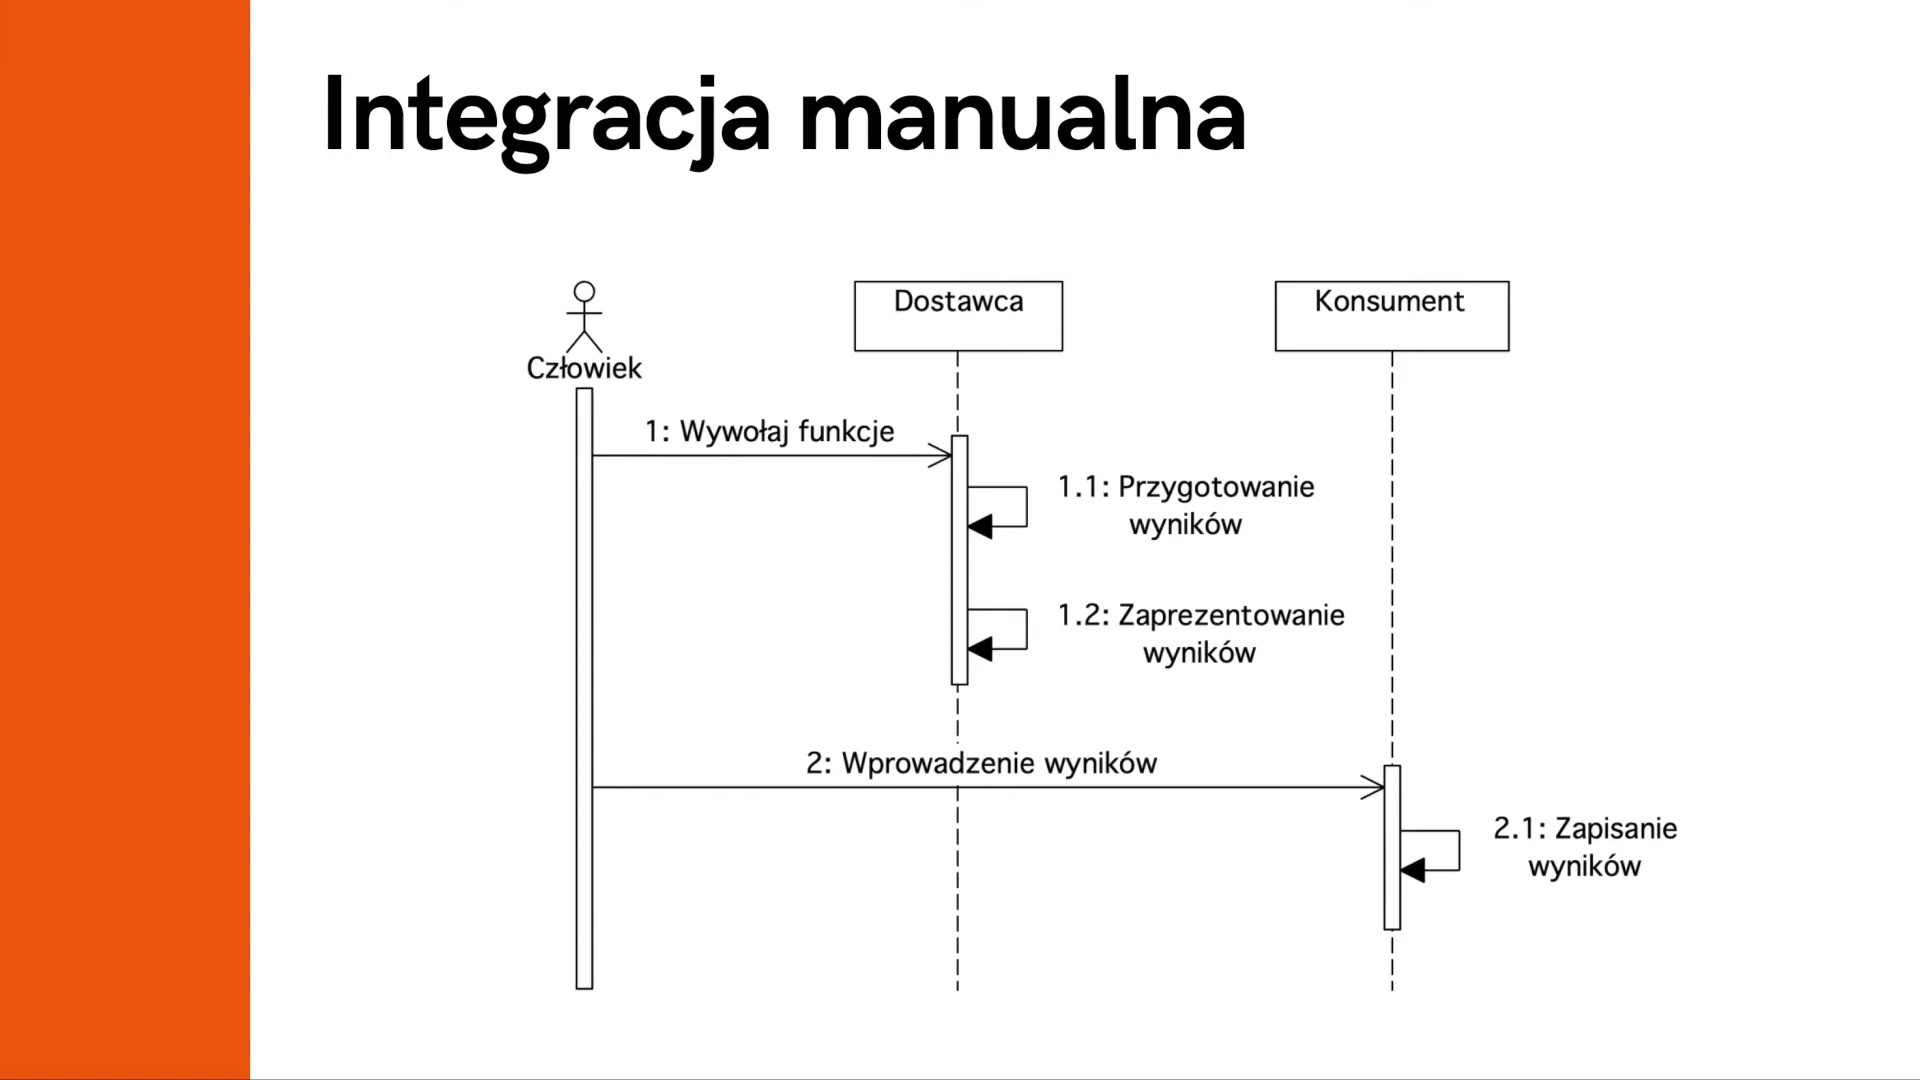 Integracja manualna
Człowiek
Dostawca
Konsument
1: Wywołaj funkcje
1.1: Przygotowanie
wyników
1.2: Zaprezentowanie
wyników
2: Wprowadzenie wyników
2.1: Zapisanie
wyników